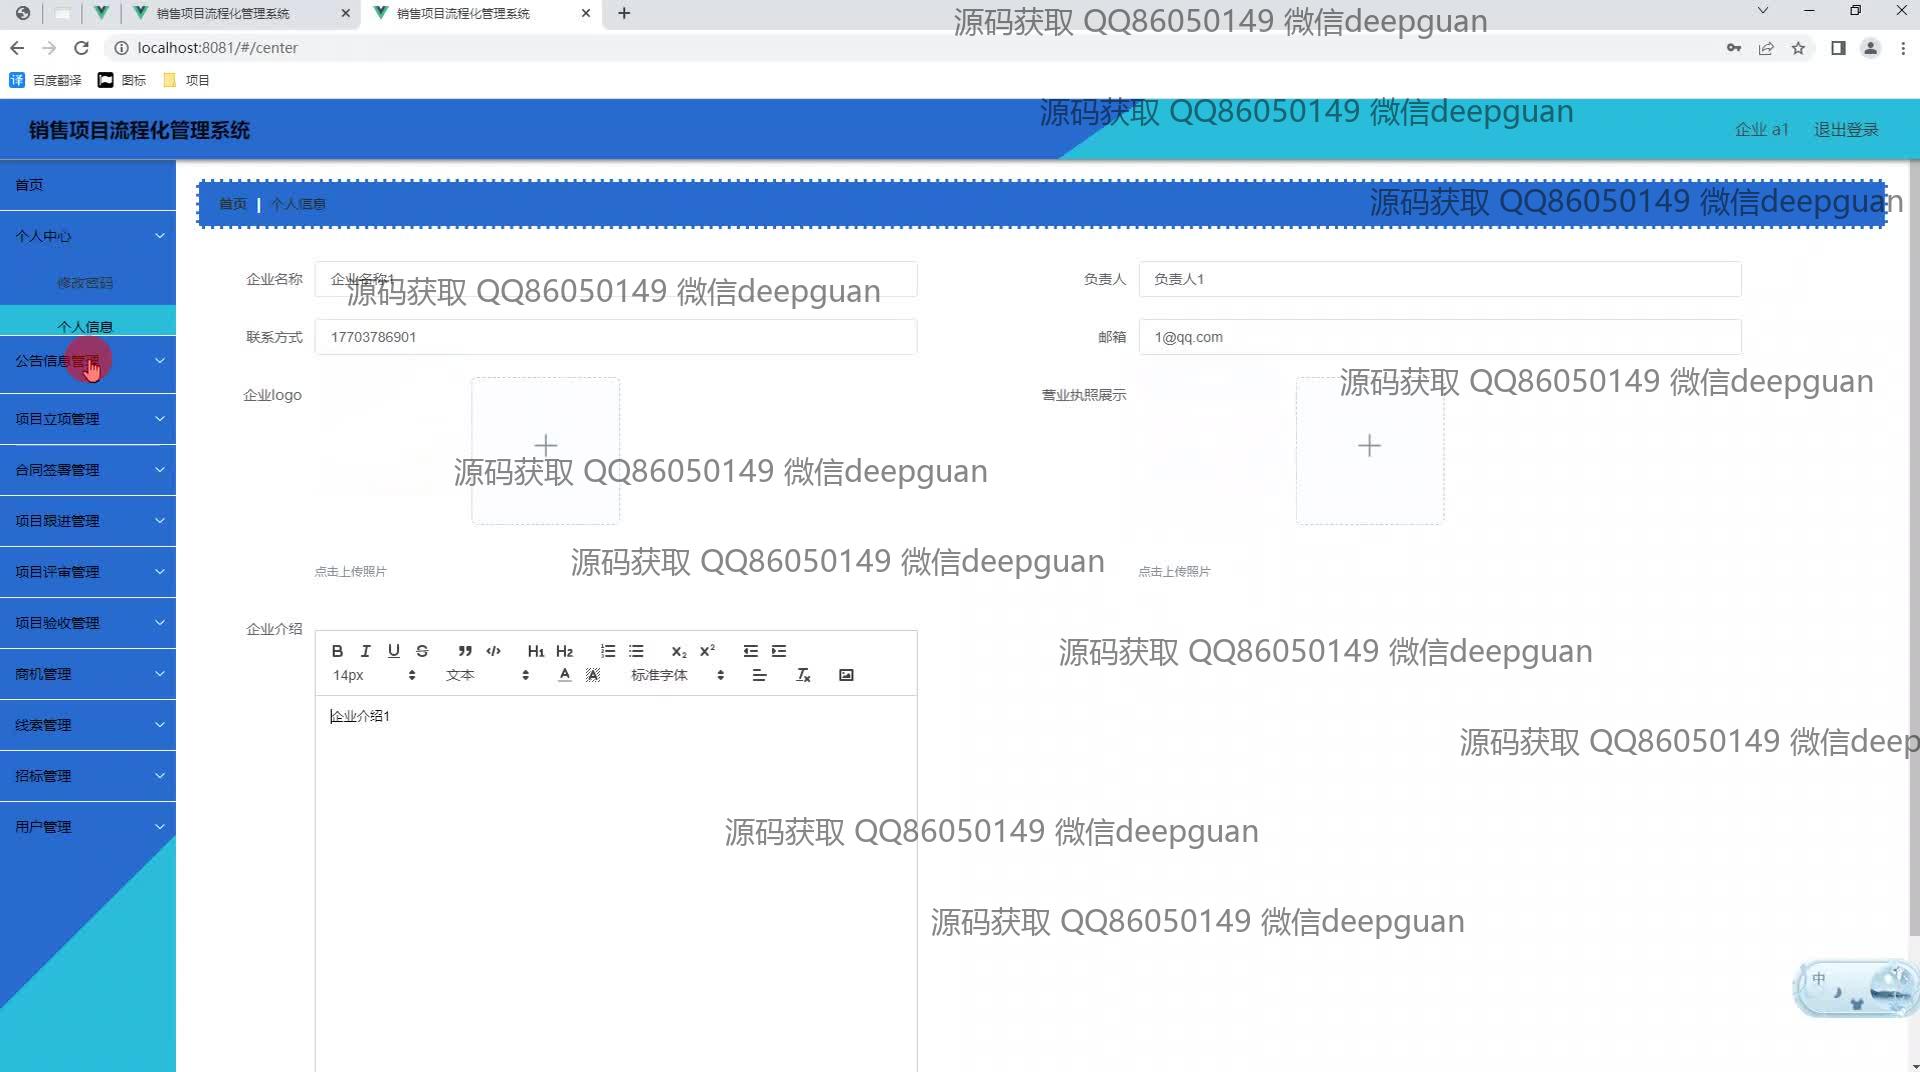 销售项目流程化管理系统
销售项目流程化管理系统
源码获取 QQ86050149 微信deepguan
localhost:8081/#/center
译 百度翻译 图标 项目
源码获取 QQ86050149 微信deepguan
销售项目流程化管理系统
企业 a1 退出登录
首页
首页 | 个人信息
源码获取 QQ86050149 微信deepguan
个人中心
修改密码
个人信息
公告信息管理
项目立项管理
合同签署管理
项目跟进管理
项目评审管理
项目验收管理
商机管理
线索管理
招标管理
用户管理
企业名称 企业名称1
负责人 负责人1
源码获取 QQ86050149 微信deepguan
联系方式 17703786901
邮箱 1@qq.com
企业logo
营业执照展示
源码获取 QQ86050149 微信deepguan
源码获取 QQ86050149 微信deepguan
源码获取 QQ86050149 微信deepguan
点击上传照片
点击上传照片
企业介绍
B I U S ” </> H1 H2 x₂ x²
14px 文本 A A 标准字体 Tx
源码获取 QQ86050149 微信deepguan
企业介绍1
源码获取 QQ86050149 微信deep
源码获取 QQ86050149 微信deepguan
源码获取 QQ86050149 微信deepguan
中